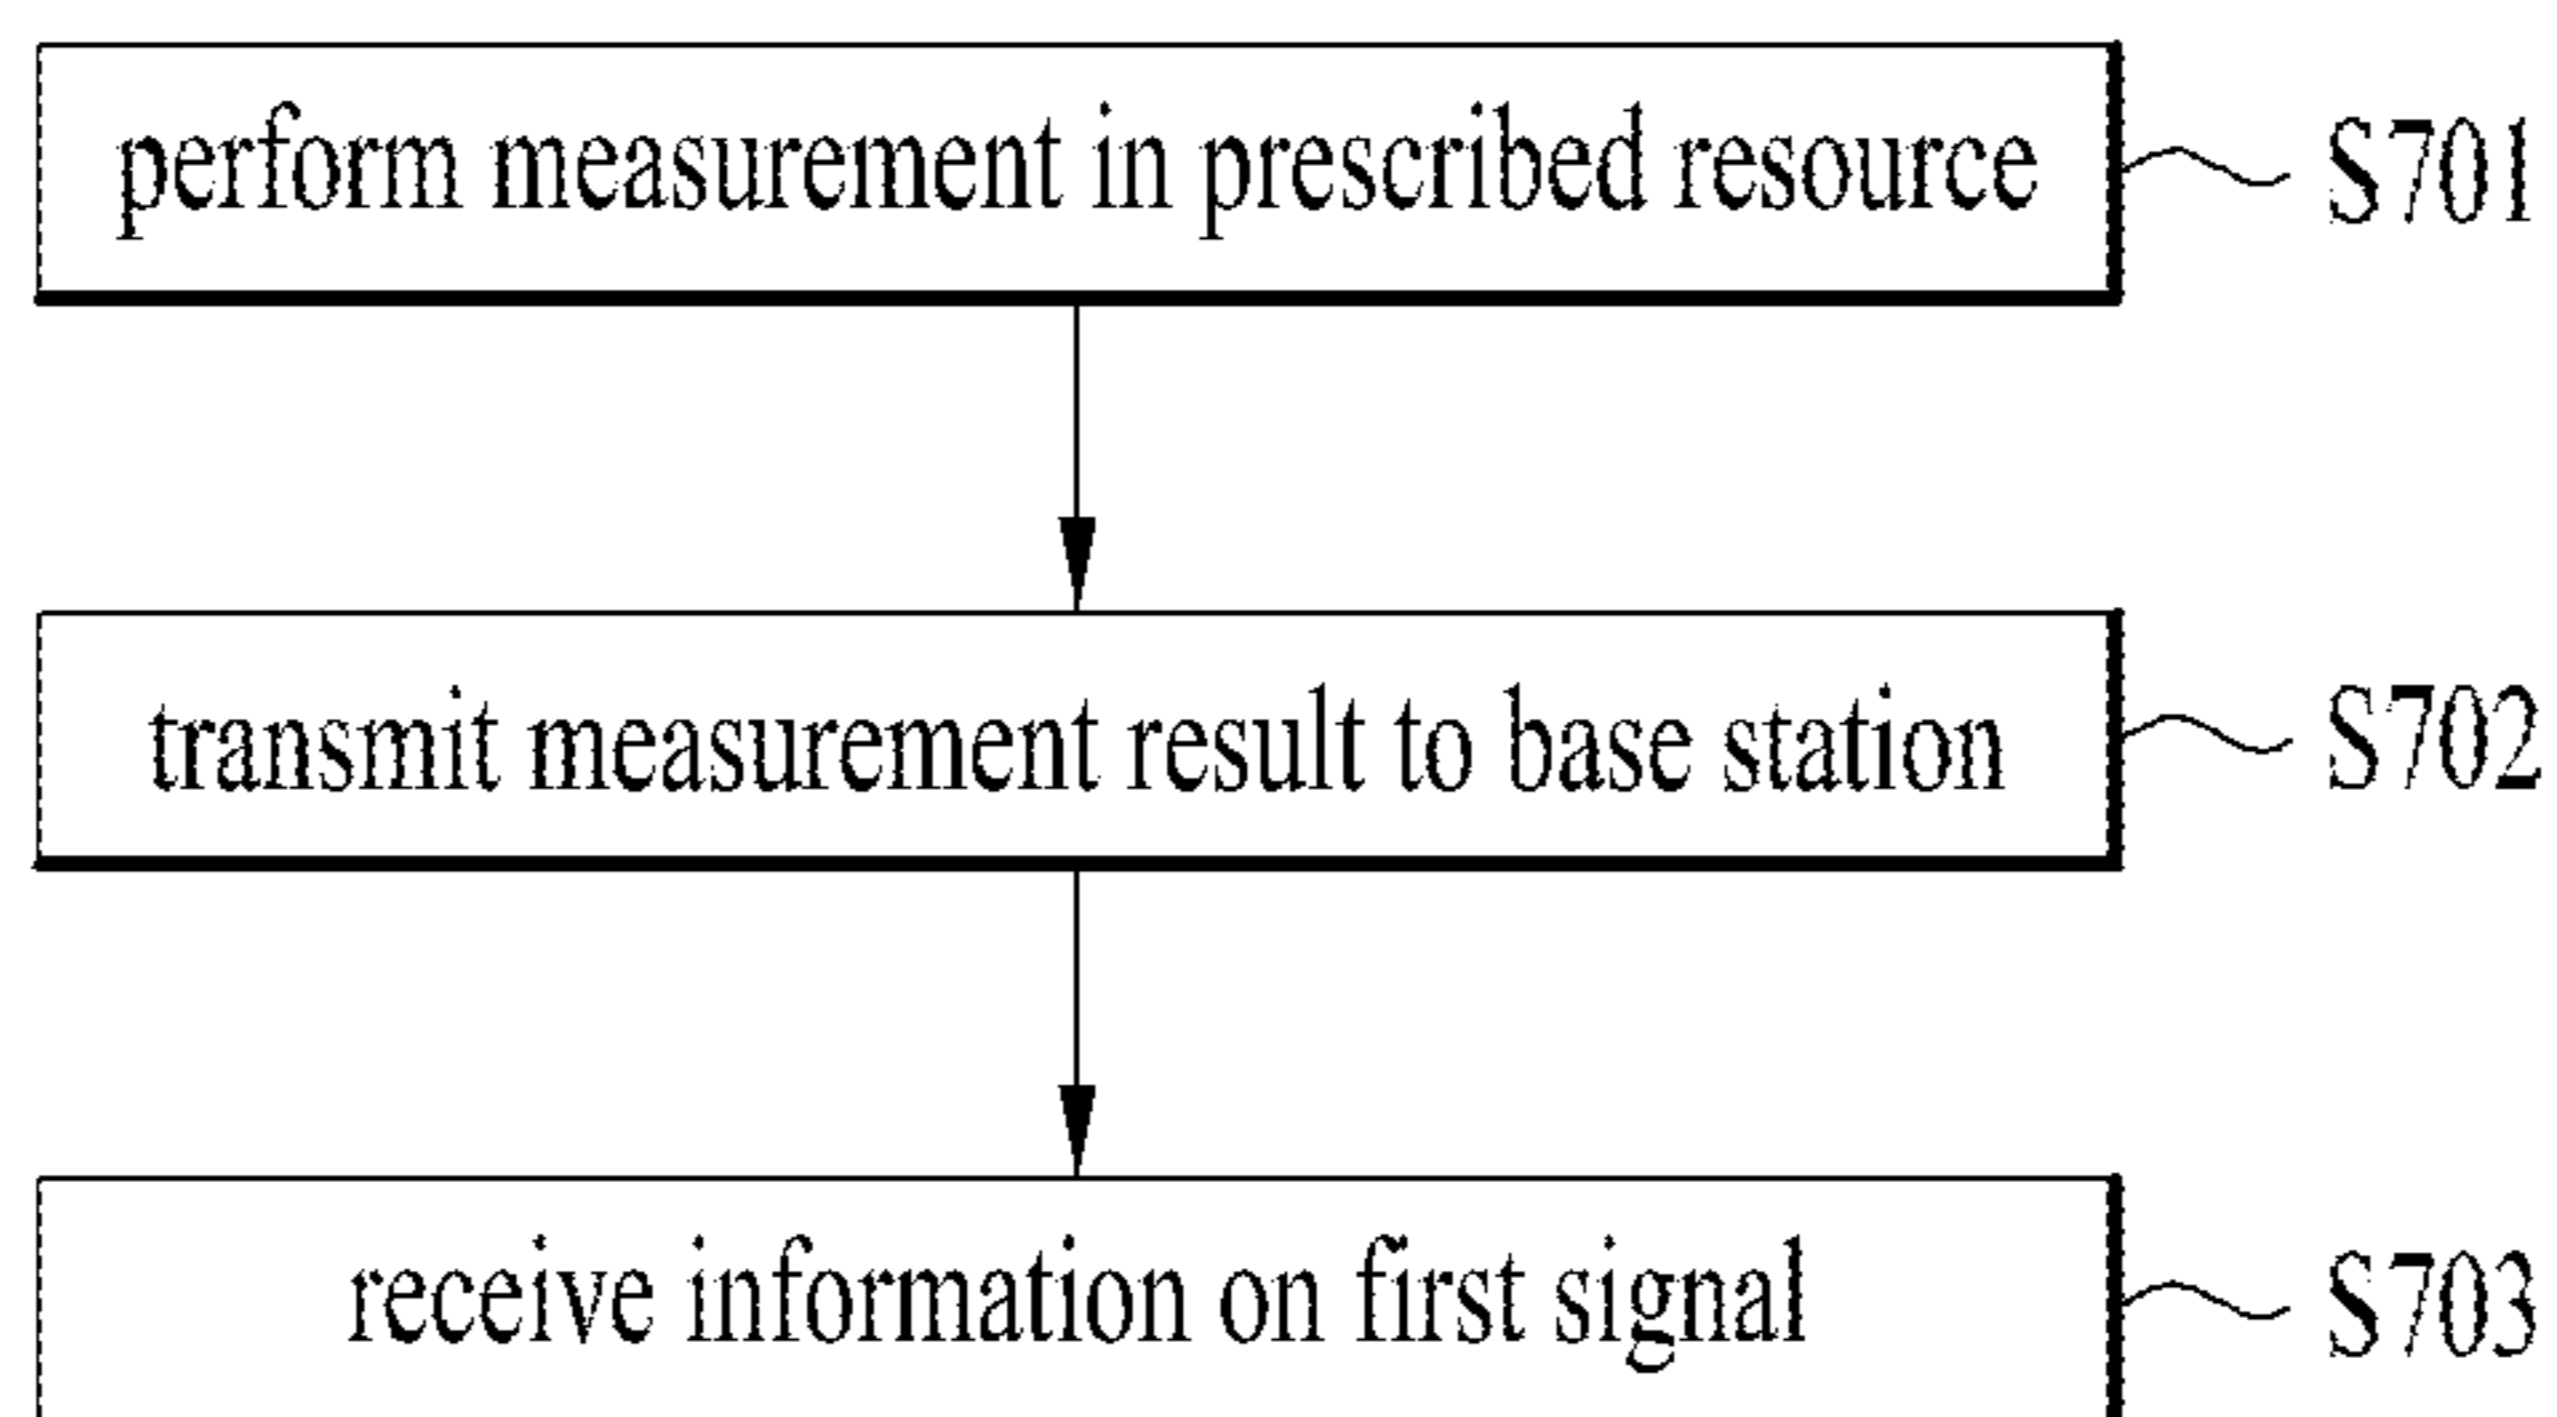 perform measurement in prescribed resource S701
transmit measurement result to base station S702
receive information on first signal S703